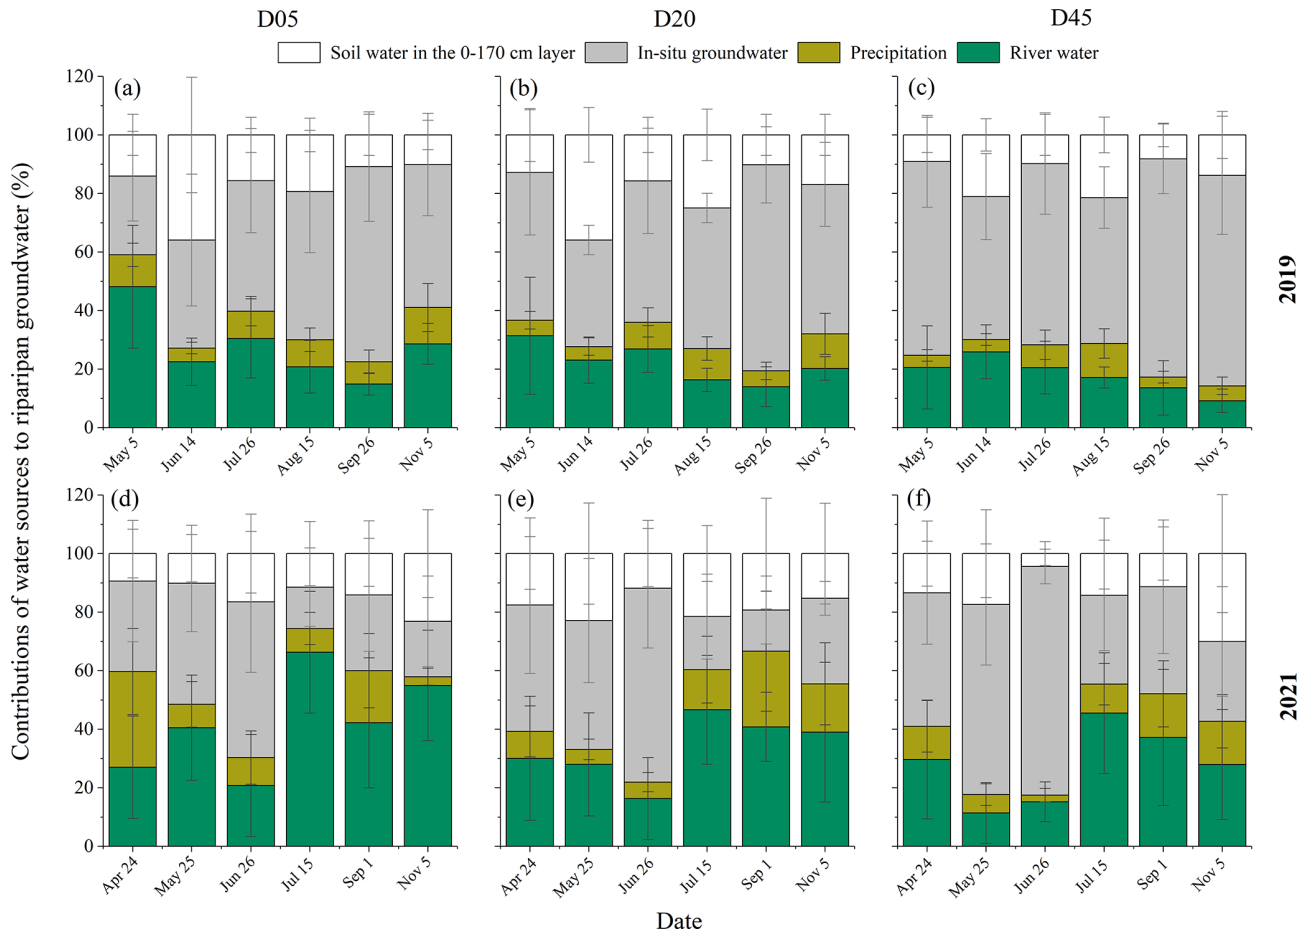 D05 D20 D45
Soil water in the 0-170 cm layer In-situ groundwater Precipitation River water
Contributions of water sources to riparipan groundwater (%)
120 (a) (b) (c)
100
80
60
40
20
0
May 5 Jun 14 Jul 26 Aug 15 Sep 26 Nov 5 May 5 Jun 14 Jul 26 Aug 15 Sep 26 Nov 5 May 5 Jun 14 Jul 26 Aug 15 Sep 26 Nov 5
2019
120 (d) (e) (f)
100
80
60
40
20
0
Apr 24 May 25 Jun 26 Jul 15 Sep 1 Nov 5 Apr 24 May 25 Jun 26 Jul 15 Sep 1 Nov 5 Apr 24 May 25 Jun 26 Jul 15 Sep 1 Nov 5
2021
Date